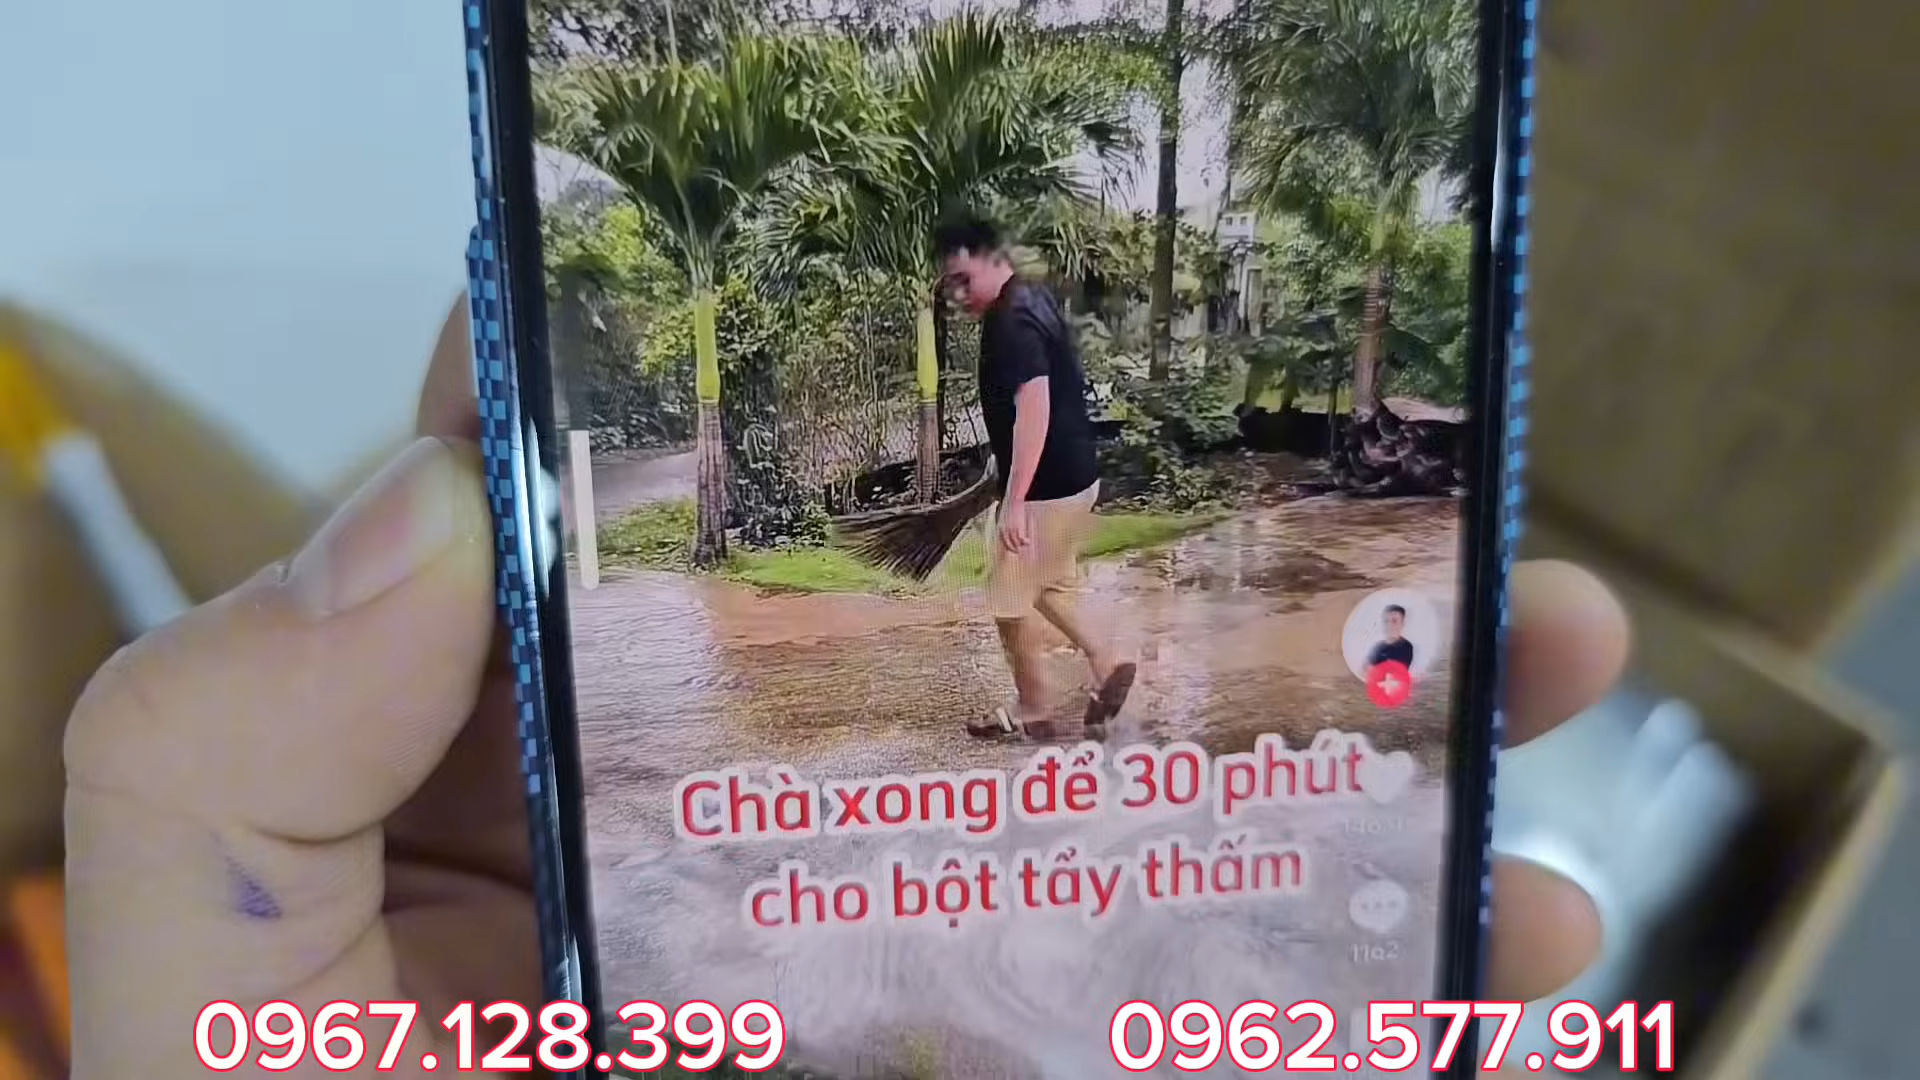 Chà xong để 30 phút
cho bột tẩy thấm
0967.128.399
0962.577.911